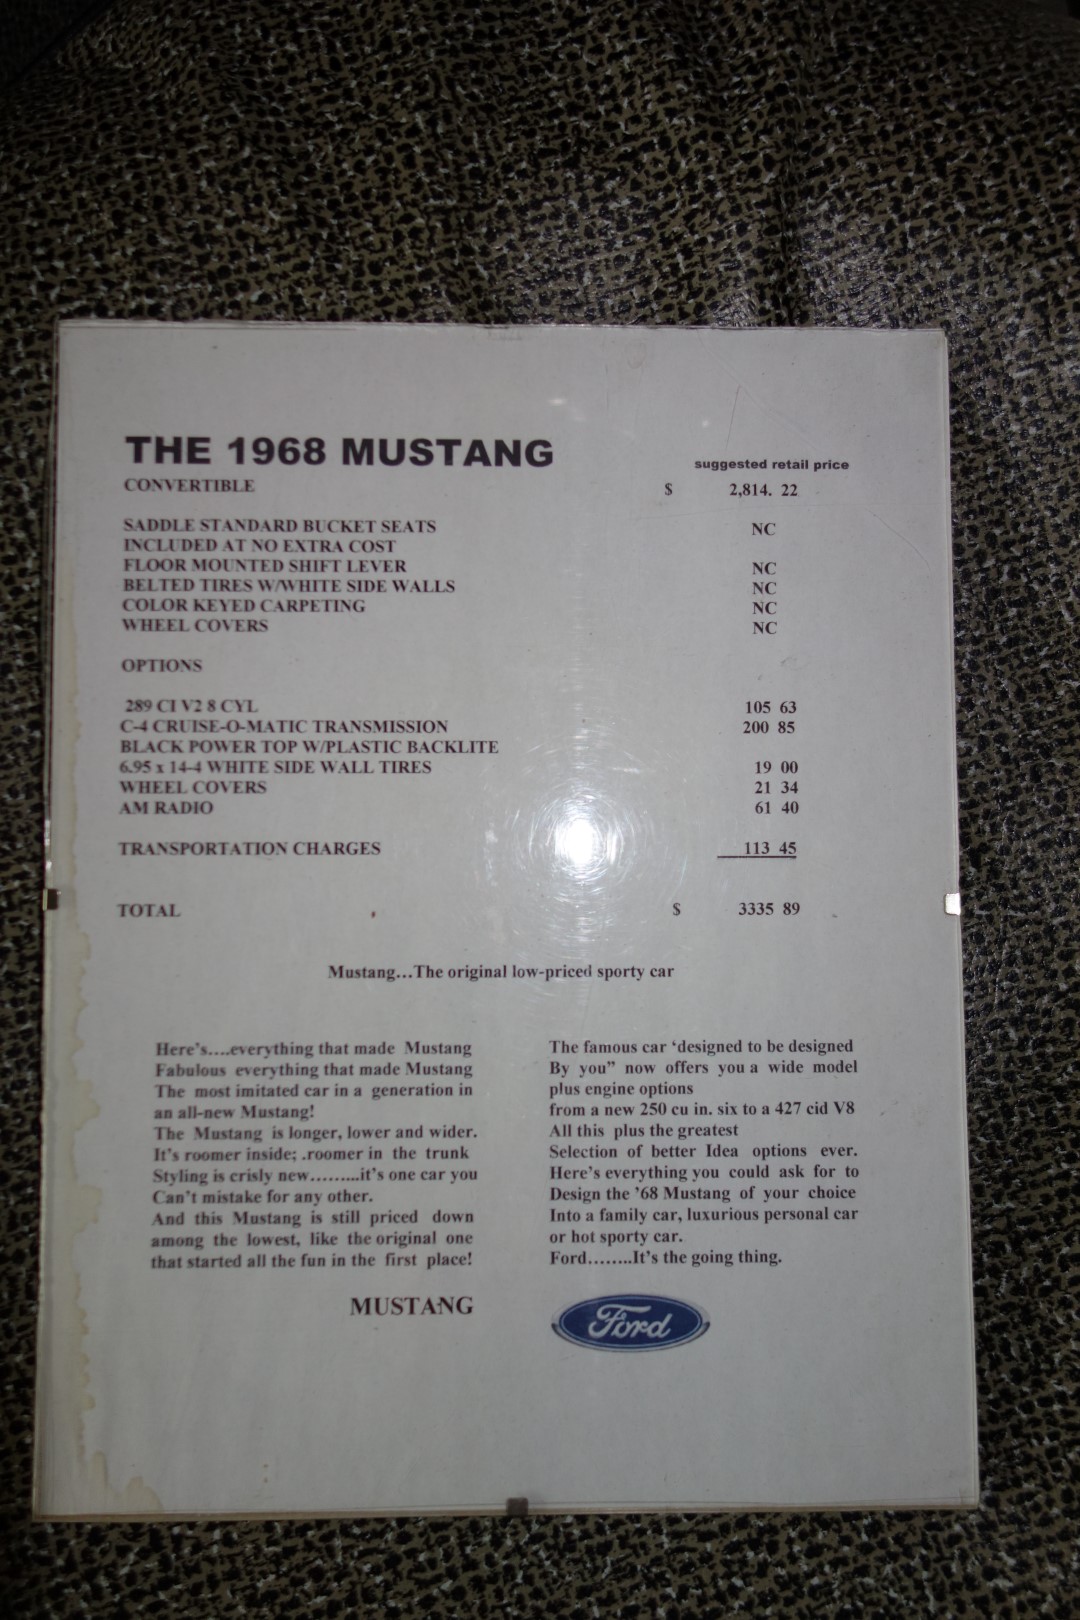 THE 1968 MUSTANG
suggested retail price
CONVERTIBLE $ 2,814. 22
SADDLE STANDARD BUCKET SEATS NC
INCLUDED AT NO EXTRA COST
FLOOR MOUNTED SHIFT LEVER NC
BELTED TIRES W/WHITE SIDE WALLS NC
COLOR KEYED CARPETING NC
WHEEL COVERS NC
OPTIONS
289 CI V2 8 CYL 105 63
C-4 CRUISE-O-MATIC TRANSMISSION 200 85
BLACK POWER TOP W/PLASTIC BACKLITE
6.95 x 14-4 WHITE SIDE WALL TIRES 19 00
WHEEL COVERS 21 34
AM RADIO 61 40
TRANSPORTATION CHARGES 113 45
TOTAL $ 3335 89
Mustang...The original low-priced sporty car
Here's....everything that made Mustang
Fabulous everything that made Mustang
The most imitated car in a generation in
an all-new Mustang!
The Mustang is longer, lower and wider.
It's roomer inside; .roomer in the trunk
Styling is crisly new.........it's one car you
Can't mistake for any other.
And this Mustang is still priced down
among the lowest, like the original one
that started all the fun in the first place!
MUSTANG
The famous car 'designed to be designed
By you" now offers you a wide model
plus engine options
from a new 250 cu in. six to a 427 cid V8
All this plus the greatest
Selection of better Idea options ever.
Here's everything you could ask for to
Design the '68 Mustang of your choice
Into a family car, luxurious personal car
or hot sporty car.
Ford........It's the going thing.
Ford